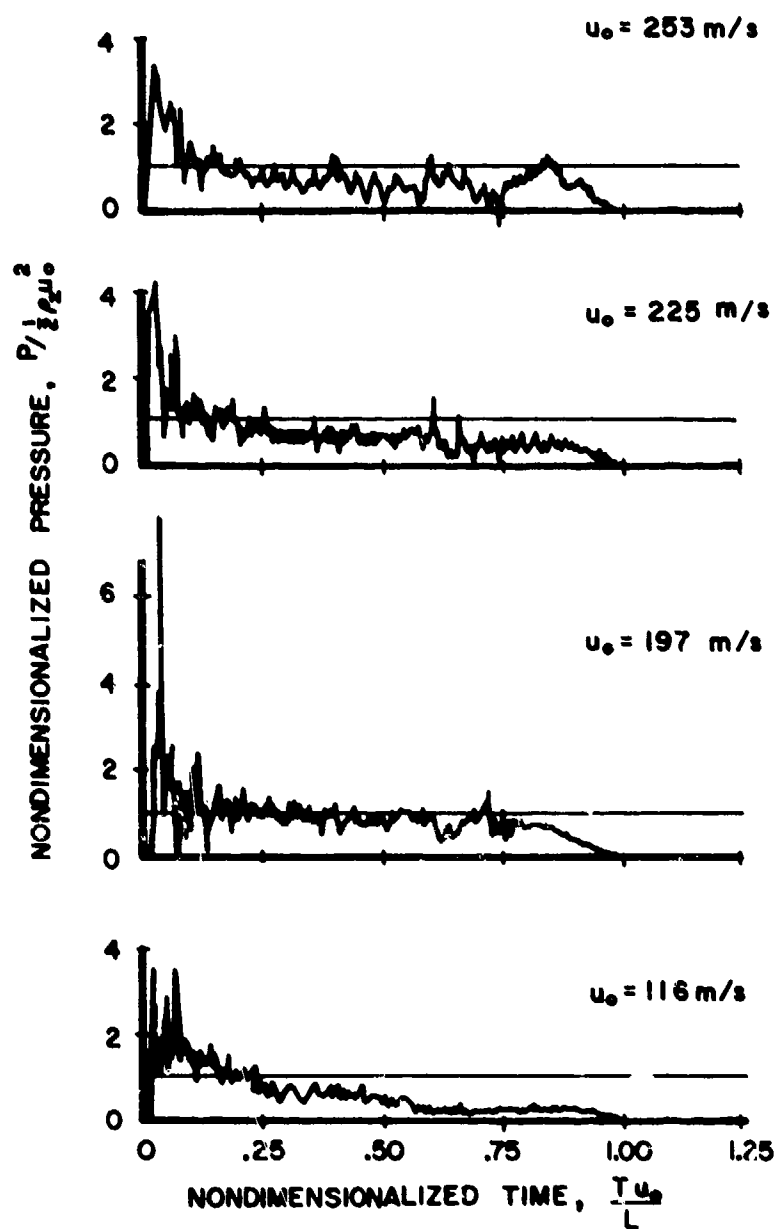 u₀ = 253 m/s
4
2
0
u₀ = 225 m/s
4
2
0
u₀ = 197 m/s
6
4
2
0
u₀ = 116 m/s
4
2
0
0 .25 .50 .75 1.00 1.25
NONDIMENSIONALIZED PRESSURE, P/½ρ₂u₀²
NONDIMENSIONALIZED TIME, Tu₀/L